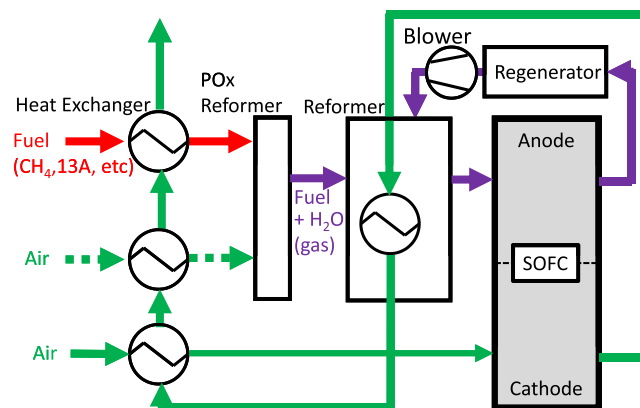 Blower
Regenerator
POx
Reformer
Heat Exchanger
Reformer
Fuel
(CH₄,13A, etc)
Anode
Fuel
+ H₂O
(gas)
Air
SOFC
Air
Cathode